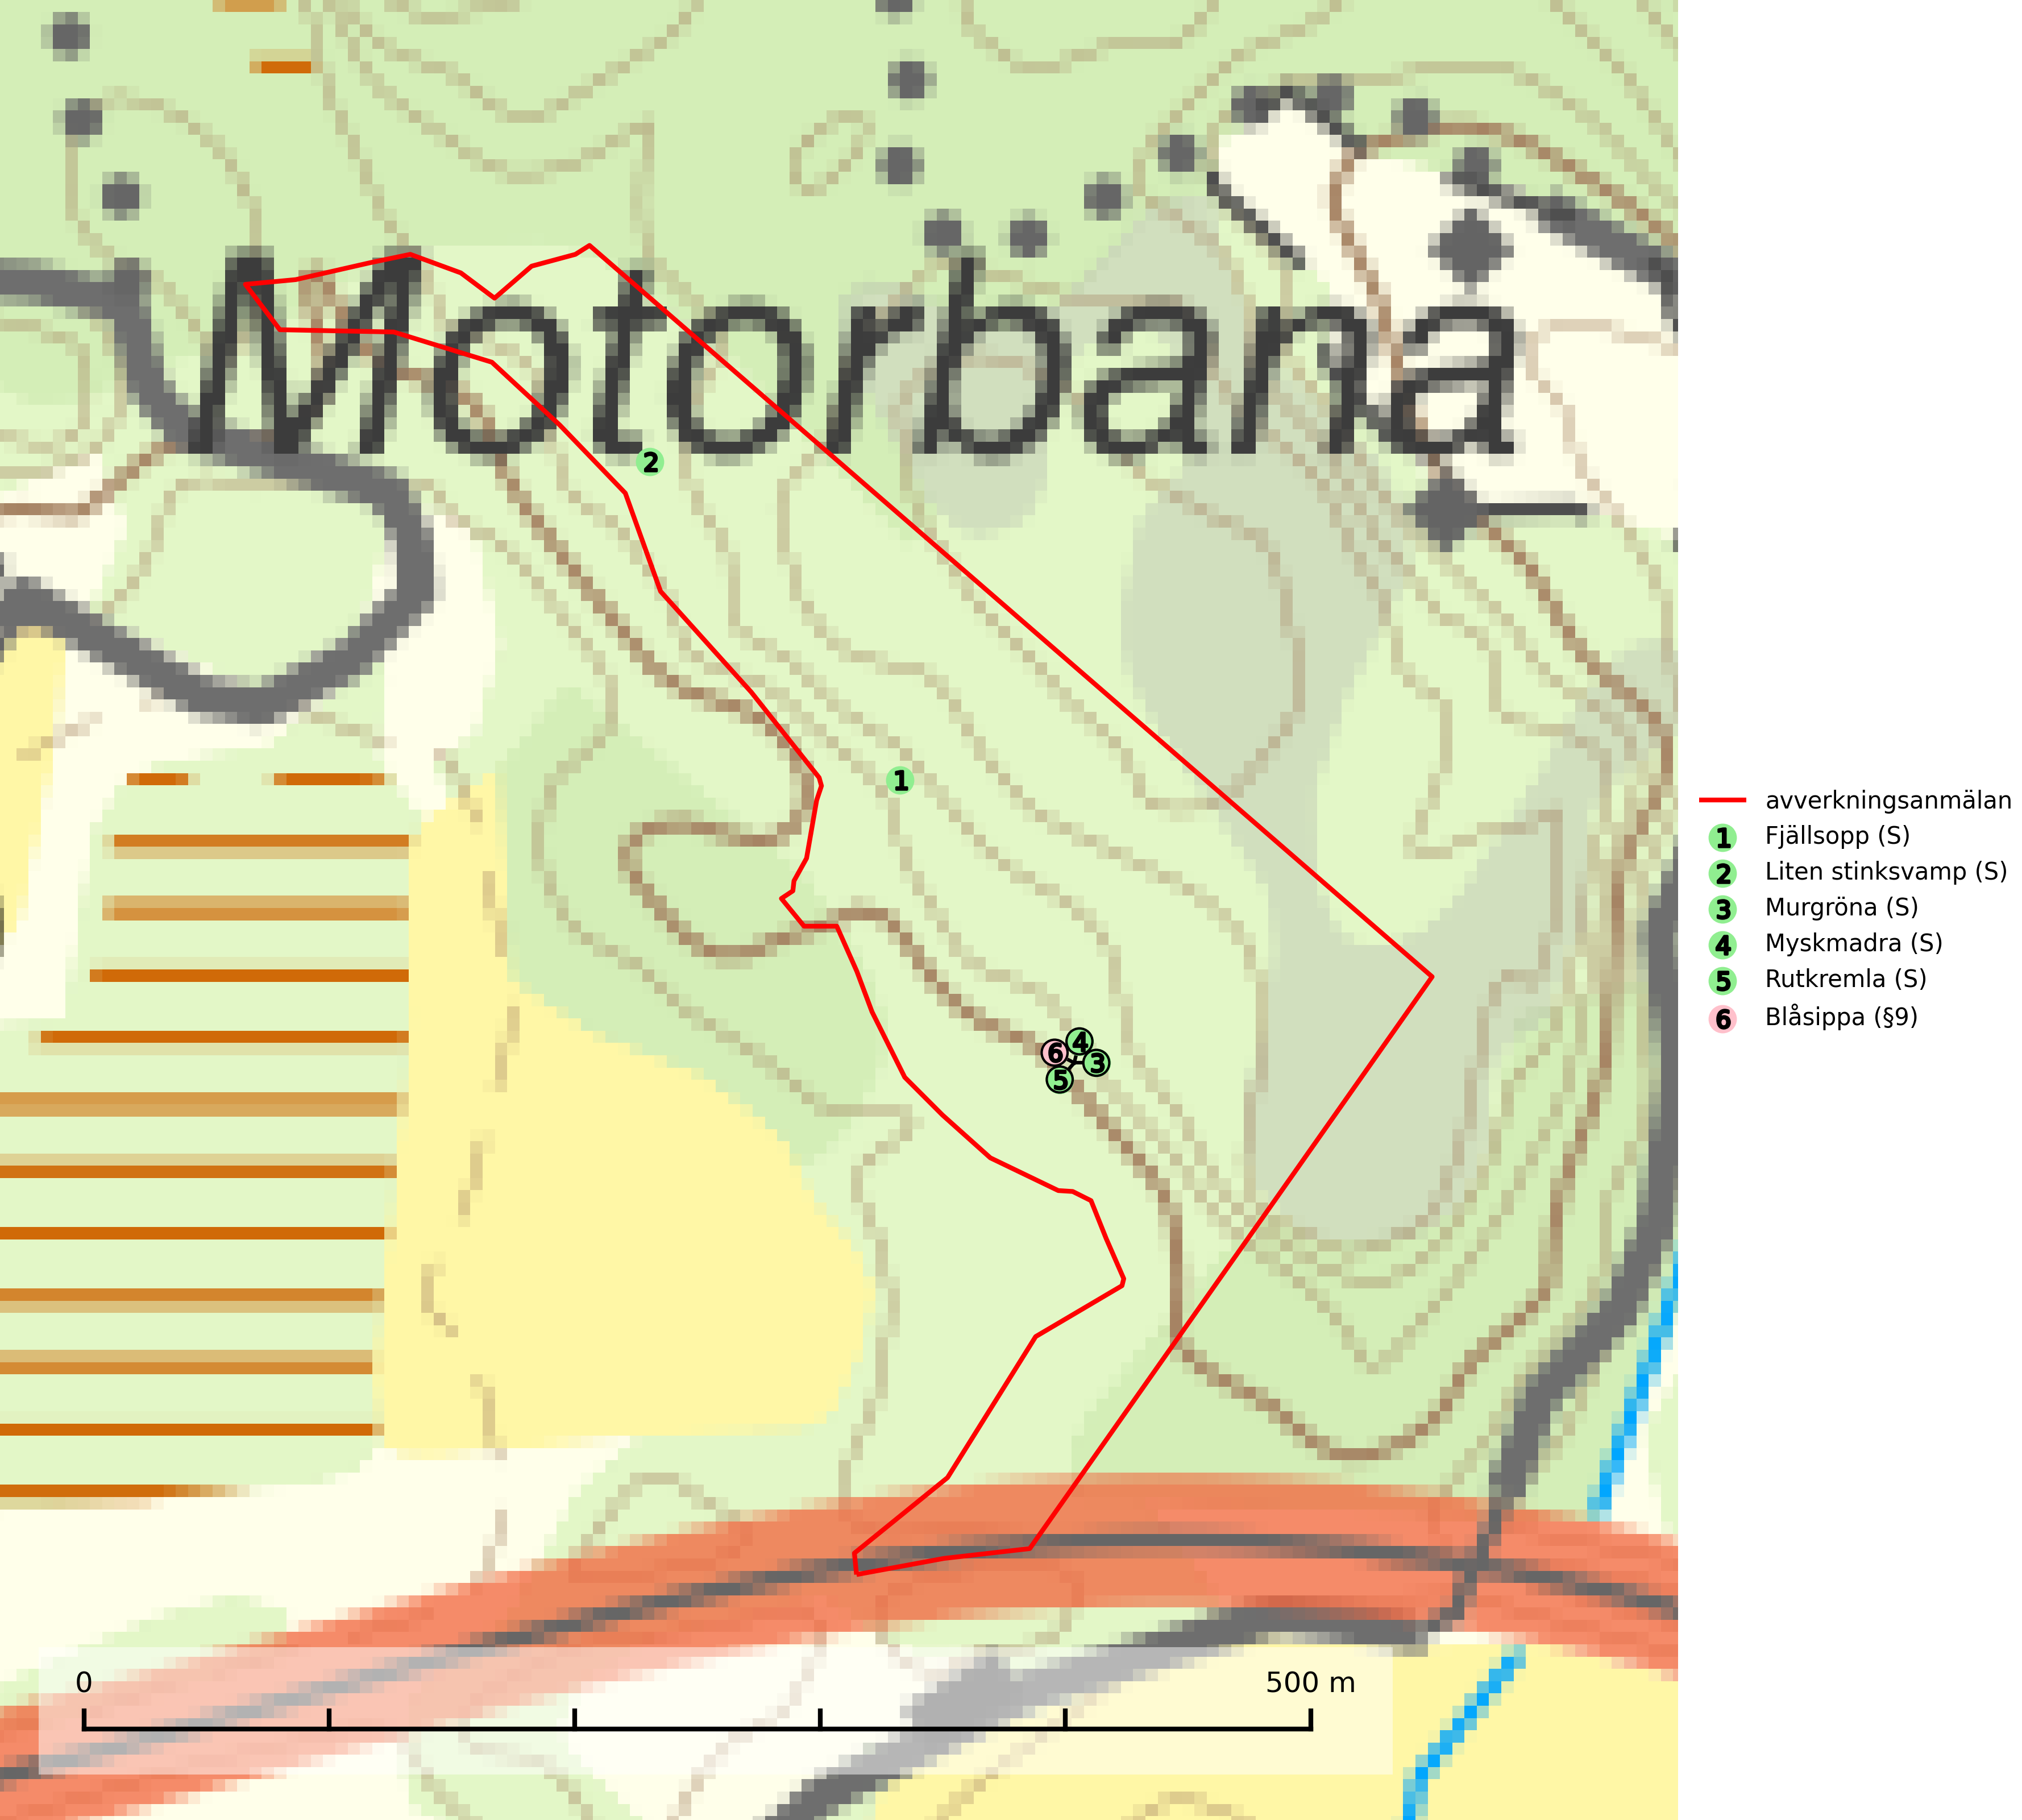 Motorbana
2
1
4
6
3
5
avverkningsanmälan
1 Fjällsopp (S)
2 Liten stinksvamp (S)
3 Murgröna (S)
4 Myskmadra (S)
5 Rutkremla (S)
6 Blåsippa (§9)
0 500 m